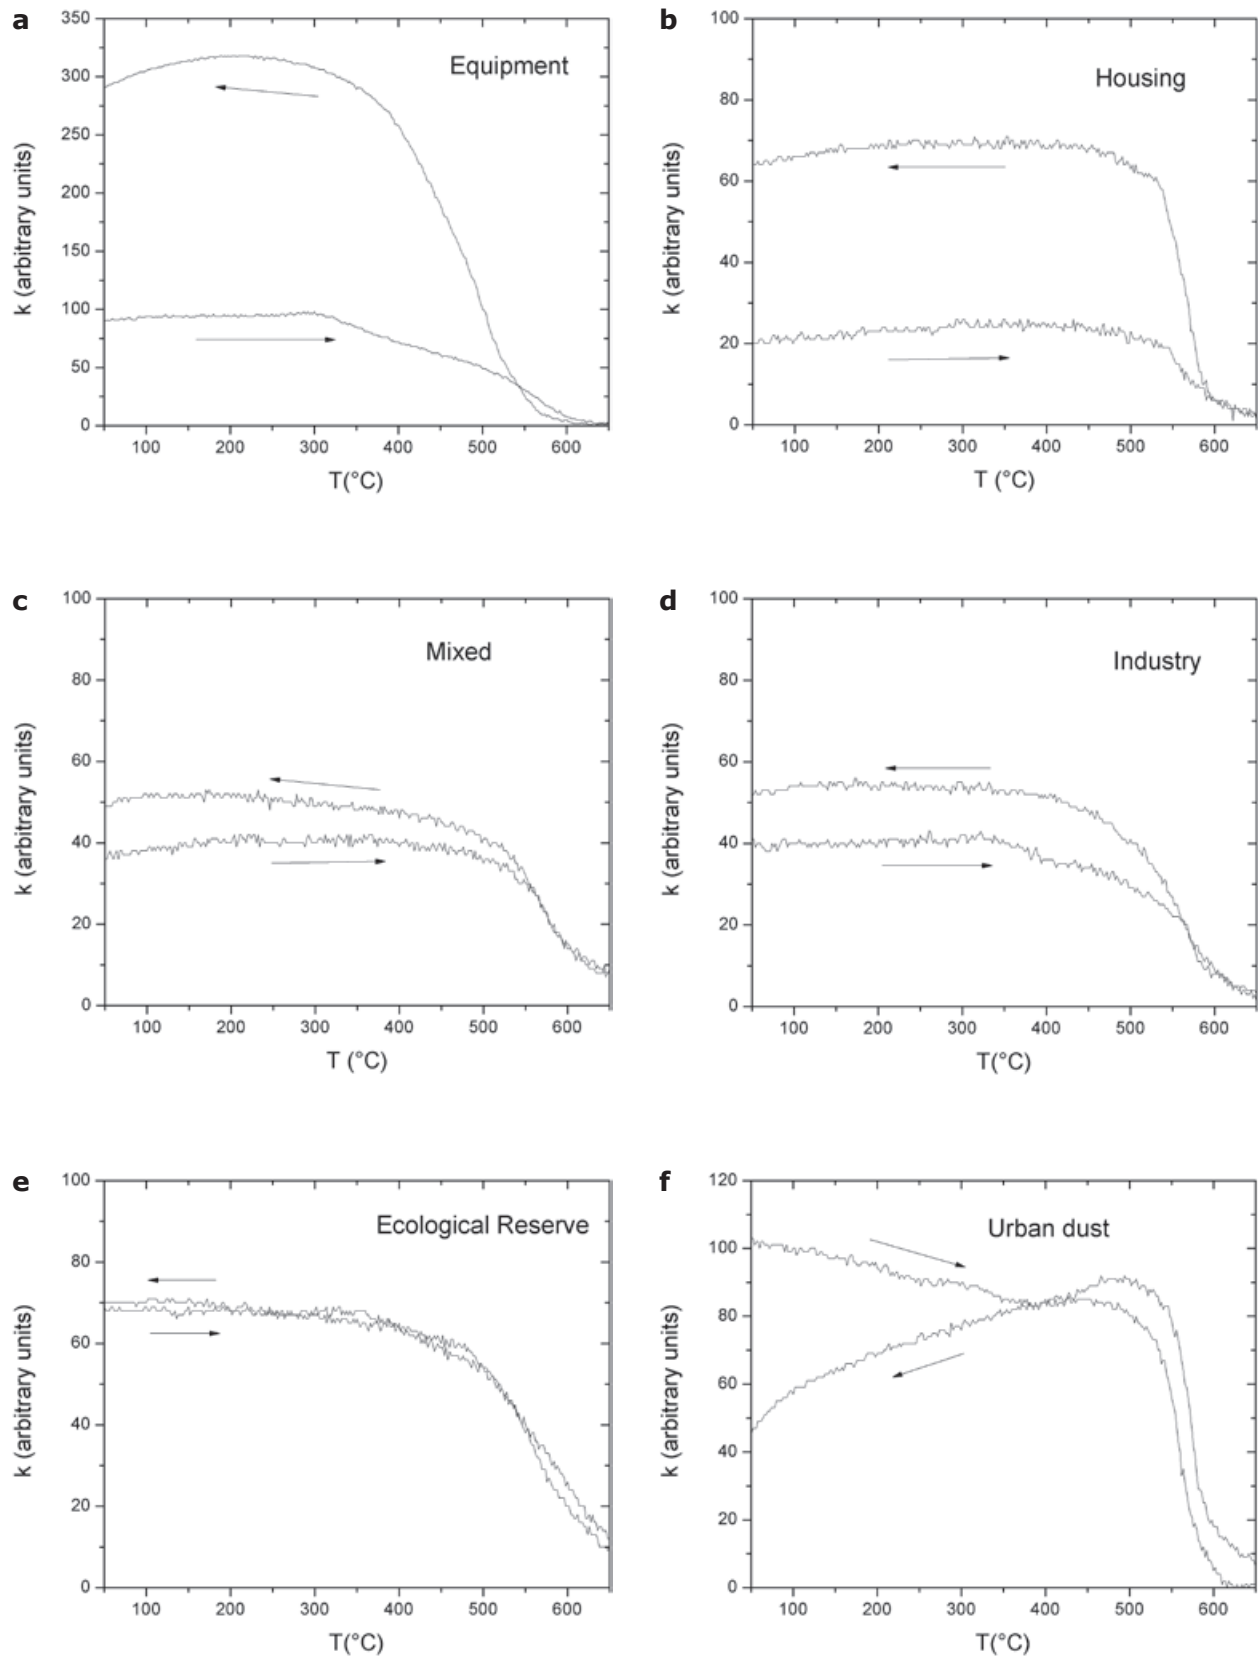 a
350
300
250
200
150
100
50
0
k (arbitrary units)
Equipment
100 200 300 400 500 600
T(°C)
b
100
80
60
40
20
0
k (arbitrary units)
Housing
100 200 300 400 500 600
T (°C)
c
100
80
60
40
20
0
k (arbitrary units)
Mixed
100 200 300 400 500 600
T (°C)
d
100
80
60
40
20
0
k (arbitrary units)
Industry
100 200 300 400 500 600
T(°C)
e
100
80
60
40
20
0
k (arbitrary units)
Ecological Reserve
100 200 300 400 500 600
T(°C)
f
120
100
80
60
40
20
0
k (arbitrary units)
Urban dust
100 200 300 400 500 600
T(°C)